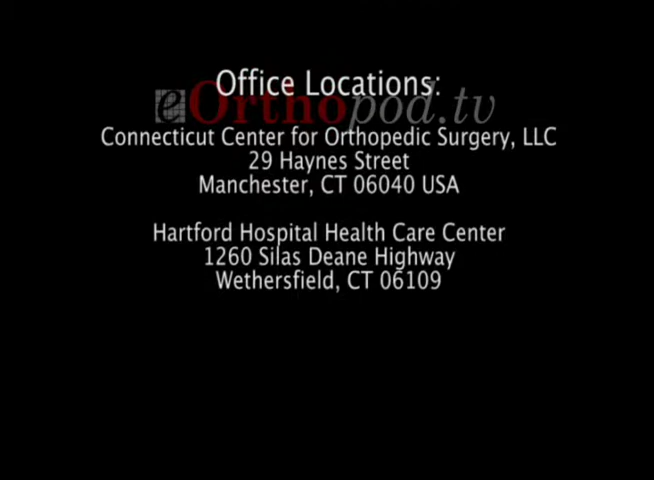 Office Locations:
eOrthopod.tv
Connecticut Center for Orthopedic Surgery, LLC
29 Haynes Street
Manchester, CT 06040 USA
Hartford Hospital Health Care Center
1260 Silas Deane Highway
Wethersfield, CT 06109